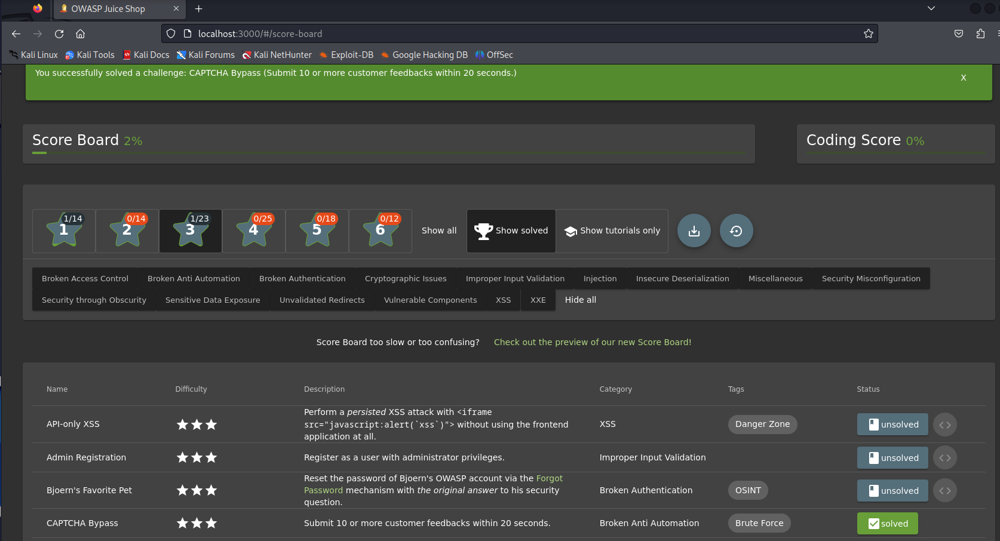 OWASP Juice Shop
localhost:3000/#/score-board
Kali Linux Kali Tools Kali Docs Kali Forums Kali NetHunter Exploit-DB Google Hacking DB OffSec
You successfully solved a challenge: CAPTCHA Bypass (Submit 10 or more customer feedbacks within 20 seconds.)
X
Score Board 2%
Coding Score 0%
1/14 0/14 1/23 0/25 0/18 0/12
1 2 3 4 5 6 Show all Show solved Show tutorials only
Broken Access Control Broken Anti Automation Broken Authentication Cryptographic Issues Improper Input Validation Injection Insecure Deserialization Miscellaneous Security Misconfiguration
Security through Obscurity Sensitive Data Exposure Unvalidated Redirects Vulnerable Components XSS XXE Hide all
Score Board too slow or too confusing? Check out the preview of our new Score Board!
Name Difficulty Description Category Tags Status
Perform a persisted XSS attack with <iframe
API-only XSS src="javascript:alert(`xss`)"> without using the frontend XSS Danger Zone unsolved <>
application at all.
Admin Registration Register as a user with administrator privileges. Improper Input Validation unsolved <>
Reset the password of Bjoern's OWASP account via the Forgot
Bjoern's Favorite Pet Password mechanism with the original answer to his security Broken Authentication OSINT unsolved <>
question.
CAPTCHA Bypass Submit 10 or more customer feedbacks within 20 seconds. Broken Anti Automation Brute Force solved